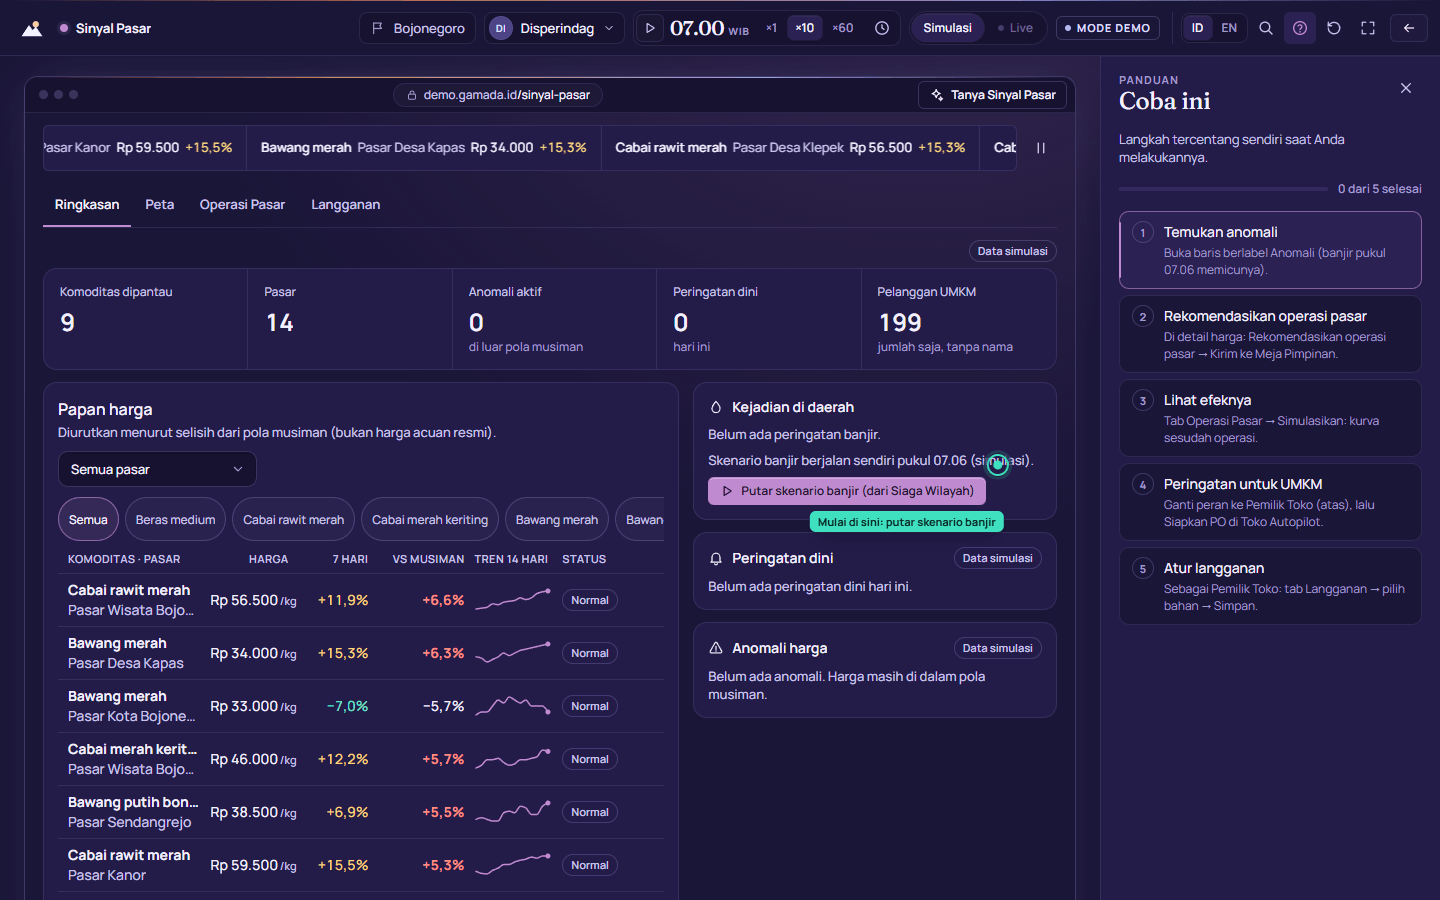 Sinyal Pasar
Bojonegoro
DI Disperindag
07.00 WIB
×1 ×10 ×60
Simulasi Live
MODE DEMO
ID EN
demo.gamada.id/sinyal-pasar
Tanya Sinyal Pasar
Pasar Kanor Rp 59.500 +15,5%
Bawang merah Pasar Desa Kapas Rp 34.000 +15,3%
Cabai rawit merah Pasar Desa Klepek Rp 56.500 +15,3%
Cab
Ringkasan Peta Operasi Pasar Langganan
Data simulasi
Komoditas dipantau
9
Pasar
14
Anomali aktif
0
di luar pola musiman
Peringatan dini
0
hari ini
Pelanggan UMKM
199
jumlah saja, tanpa nama
Papan harga
Diurutkan menurut selisih dari pola musiman (bukan harga acuan resmi).
Semua pasar
Semua Beras medium Cabai rawit merah Cabai merah keriting Bawang merah Bawan
KOMODITAS · PASAR HARGA 7 HARI VS MUSIMAN TREN 14 HARI STATUS
Cabai rawit merah
Pasar Wisata Bojo... Rp 56.500 /kg +11,9% +6,6% Normal
Bawang merah
Pasar Desa Kapas Rp 34.000 /kg +15,3% +6,3% Normal
Bawang merah
Pasar Kota Bojone... Rp 33.000 /kg −7,0% −5,7% Normal
Cabai merah kerit...
Pasar Wisata Bojo... Rp 46.000 /kg +12,2% +5,7% Normal
Bawang putih bon...
Pasar Sendangrejo Rp 38.500 /kg +6,9% +5,5% Normal
Cabai rawit merah
Pasar Kanor Rp 59.500 /kg +15,5% +5,3% Normal
Kejadian di daerah
Belum ada peringatan banjir.
Skenario banjir berjalan sendiri pukul 07.06 (simulasi).
Putar skenario banjir (dari Siaga Wilayah)
Mulai di sini: putar skenario banjir
Peringatan dini
Data simulasi
Belum ada peringatan dini hari ini.
Anomali harga
Data simulasi
Belum ada anomali. Harga masih di dalam pola
musiman.
PANDUAN
Coba ini
Langkah tercentang sendiri saat Anda
melakukannya.
0 dari 5 selesai
1 Temukan anomali
Buka baris berlabel Anomali (banjir pukul
07.06 memicunya).
2 Rekomendasikan operasi pasar
Di detail harga: Rekomendasikan operasi
pasar → Kirim ke Meja Pimpinan.
3 Lihat efeknya
Tab Operasi Pasar → Simulasikan: kurva
sesudah operasi.
4 Peringatan untuk UMKM
Ganti peran ke Pemilik Toko (atas), lalu
Siapkan PO di Toko Autopilot.
5 Atur langganan
Sebagai Pemilik Toko: tab Langganan → pilih
bahan → Simpan.